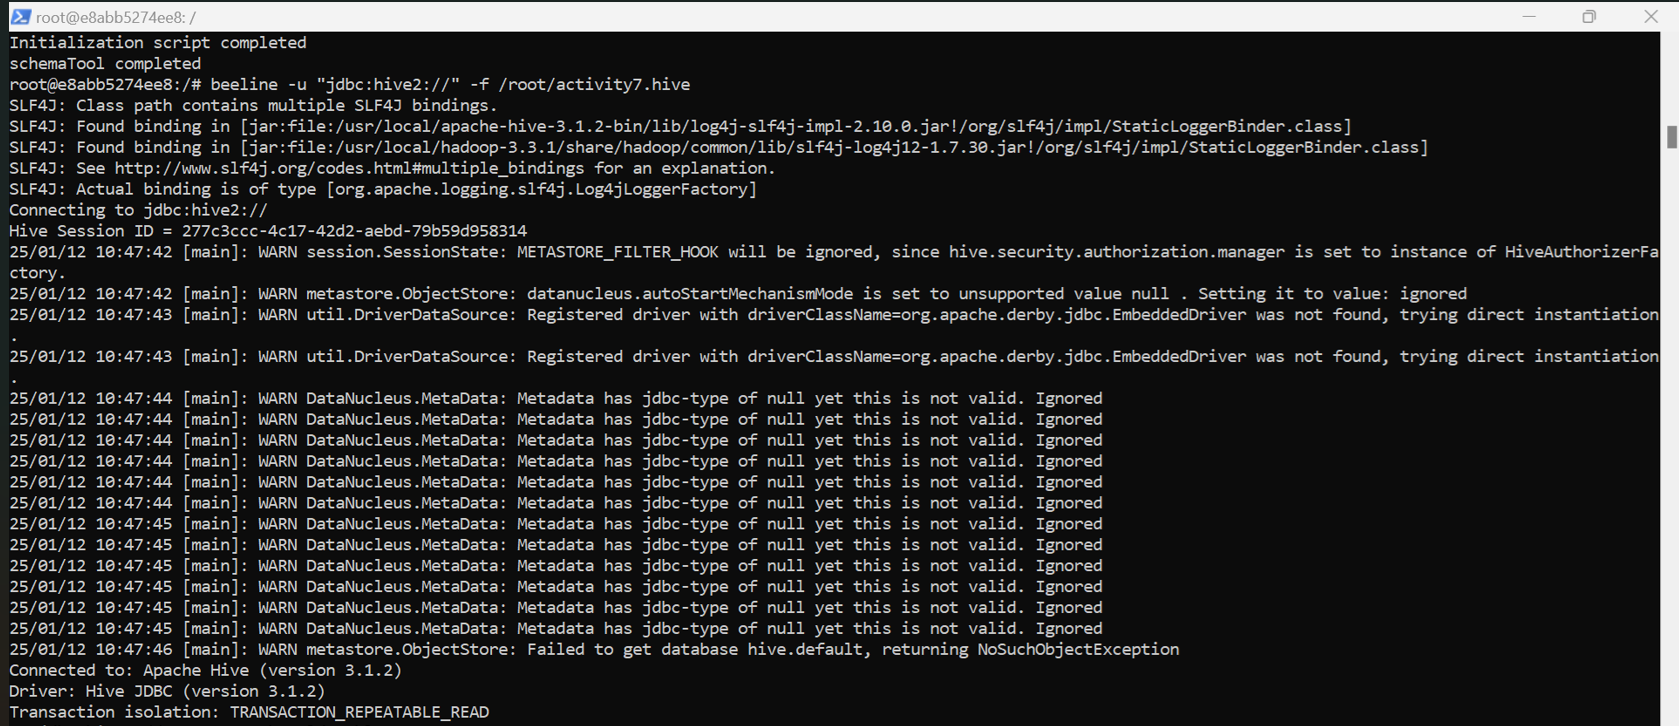 root@e8abb5274ee8: /
Initialization script completed
schemaTool completed
root@e8abb5274ee8:/# beeline -u "jdbc:hive2://" -f /root/activity7.hive
SLF4J: Class path contains multiple SLF4J bindings.
SLF4J: Found binding in [jar:file:/usr/local/apache-hive-3.1.2-bin/lib/log4j-slf4j-impl-2.10.0.jar!/org/slf4j/impl/StaticLoggerBinder.class]
SLF4J: Found binding in [jar:file:/usr/local/hadoop-3.3.1/share/hadoop/common/lib/slf4j-log4j12-1.7.30.jar!/org/slf4j/impl/StaticLoggerBinder.class]
SLF4J: See http://www.slf4j.org/codes.html#multiple_bindings for an explanation.
SLF4J: Actual binding is of type [org.apache.logging.slf4j.Log4jLoggerFactory]
Connecting to jdbc:hive2://
Hive Session ID = 277c3ccc-4c17-42d2-aebd-79b59d958314
25/01/12 10:47:42 [main]: WARN session.SessionState: METASTORE_FILTER_HOOK will be ignored, since hive.security.authorization.manager is set to instance of HiveAuthorizerFa
ctory.
25/01/12 10:47:42 [main]: WARN metastore.ObjectStore: datanucleus.autoStartMechanismMode is set to unsupported value null . Setting it to value: ignored
25/01/12 10:47:43 [main]: WARN util.DriverDataSource: Registered driver with driverClassName=org.apache.derby.jdbc.EmbeddedDriver was not found, trying direct instantiation
.
25/01/12 10:47:43 [main]: WARN util.DriverDataSource: Registered driver with driverClassName=org.apache.derby.jdbc.EmbeddedDriver was not found, trying direct instantiation
.
25/01/12 10:47:44 [main]: WARN DataNucleus.MetaData: Metadata has jdbc-type of null yet this is not valid. Ignored
25/01/12 10:47:44 [main]: WARN DataNucleus.MetaData: Metadata has jdbc-type of null yet this is not valid. Ignored
25/01/12 10:47:44 [main]: WARN DataNucleus.MetaData: Metadata has jdbc-type of null yet this is not valid. Ignored
25/01/12 10:47:44 [main]: WARN DataNucleus.MetaData: Metadata has jdbc-type of null yet this is not valid. Ignored
25/01/12 10:47:44 [main]: WARN DataNucleus.MetaData: Metadata has jdbc-type of null yet this is not valid. Ignored
25/01/12 10:47:44 [main]: WARN DataNucleus.MetaData: Metadata has jdbc-type of null yet this is not valid. Ignored
25/01/12 10:47:45 [main]: WARN DataNucleus.MetaData: Metadata has jdbc-type of null yet this is not valid. Ignored
25/01/12 10:47:45 [main]: WARN DataNucleus.MetaData: Metadata has jdbc-type of null yet this is not valid. Ignored
25/01/12 10:47:45 [main]: WARN DataNucleus.MetaData: Metadata has jdbc-type of null yet this is not valid. Ignored
25/01/12 10:47:45 [main]: WARN DataNucleus.MetaData: Metadata has jdbc-type of null yet this is not valid. Ignored
25/01/12 10:47:45 [main]: WARN DataNucleus.MetaData: Metadata has jdbc-type of null yet this is not valid. Ignored
25/01/12 10:47:45 [main]: WARN DataNucleus.MetaData: Metadata has jdbc-type of null yet this is not valid. Ignored
25/01/12 10:47:46 [main]: WARN metastore.ObjectStore: Failed to get database hive.default, returning NoSuchObjectException
Connected to: Apache Hive (version 3.1.2)
Driver: Hive JDBC (version 3.1.2)
Transaction isolation: TRANSACTION_REPEATABLE_READ